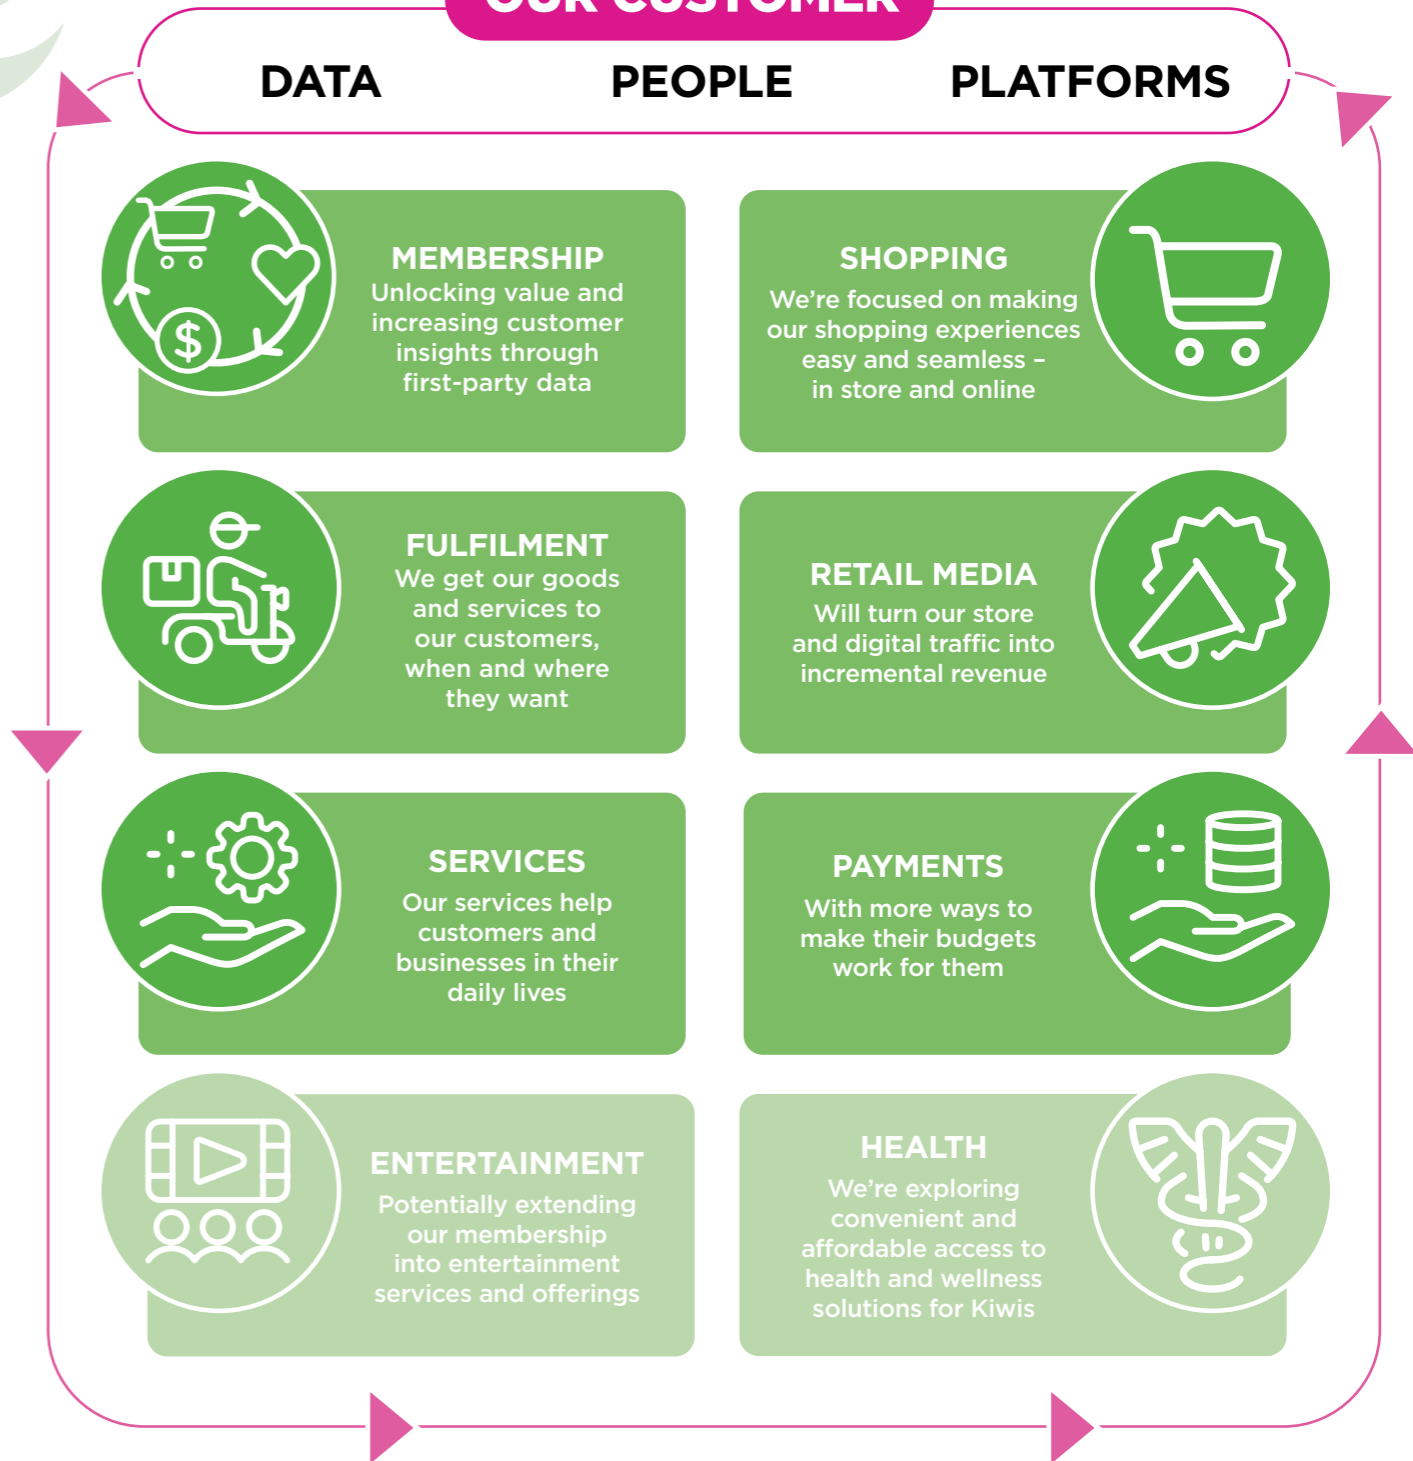 OUR CUSTOMER
DATA
PEOPLE
PLATFORMS
MEMBERSHIP
Unlocking value and
increasing customer
insights through
first-party data
SHOPPING
We’re focused on making
our shopping experiences
easy and seamless –
in store and online
FULFILMENT
We get our goods
and services to
our customers,
when and where
they want
RETAIL MEDIA
Will turn our store
and digital traffic into
incremental revenue
SERVICES
Our services help
customers and
businesses in their
daily lives
PAYMENTS
With more ways to
make their budgets
work for them
ENTERTAINMENT
Potentially extending
our membership
into entertainment
services and offerings
HEALTH
We’re exploring
convenient and
affordable access to
health and wellness
solutions for Kiwis
$